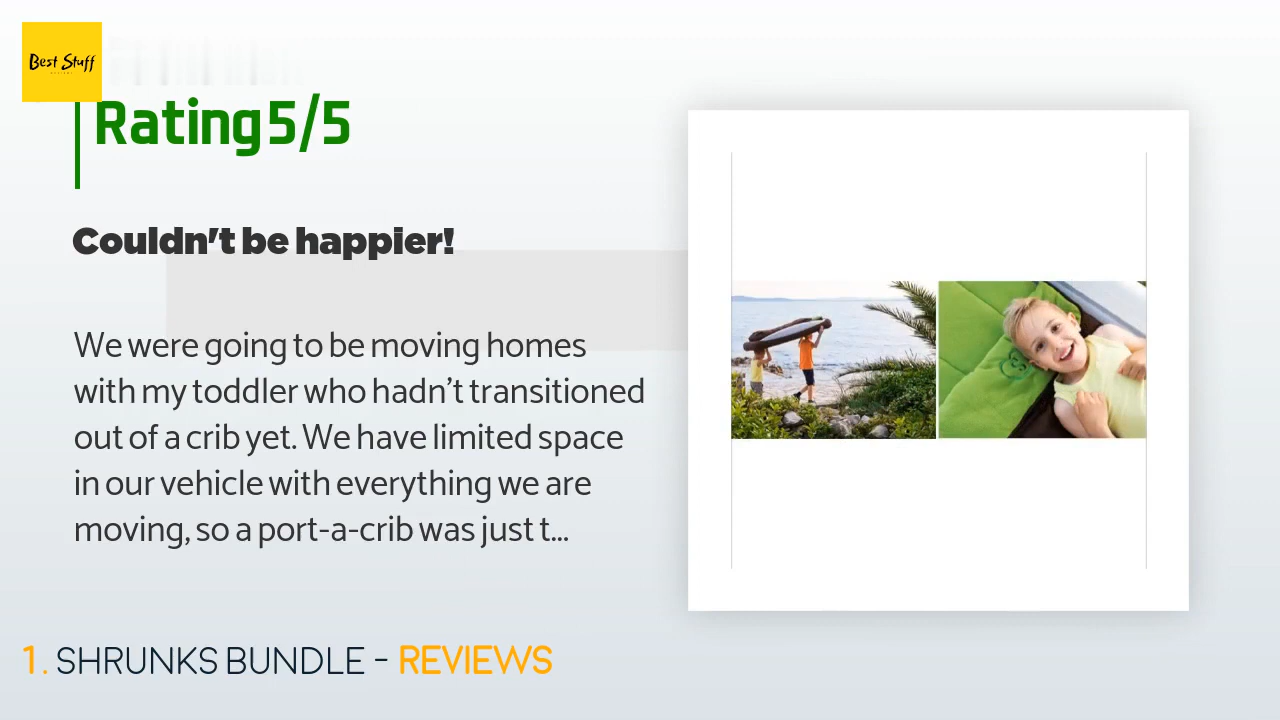 Best Stuff
Rating 5/5
Couldn't be happier!
We were going to be moving homes
with my toddler who hadn't transitioned
out of a crib yet. We have limited space
in our vehicle with everything we are
moving, so a port-a-crib was just t...
1. SHRUNKS BUNDLE - REVIEWS